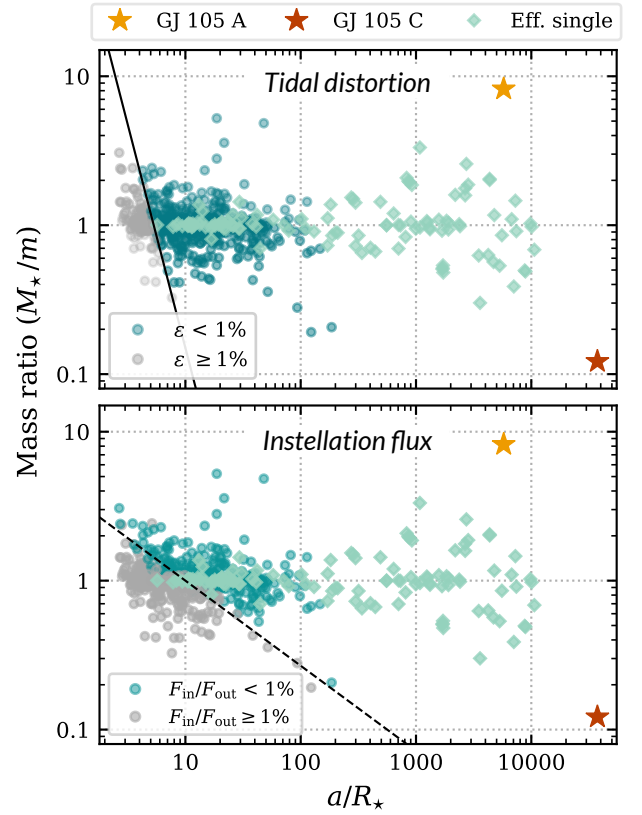 GJ 105 A GJ 105 C Eff. single
Tidal distortion
10
1
0.1
ε < 1%
ε ≥ 1%
Mass ratio (M⋆/m)
Instellation flux
10
1
0.1
F_in/F_out < 1%
F_in/F_out ≥ 1%
10 100 1000 10000
a/R⋆